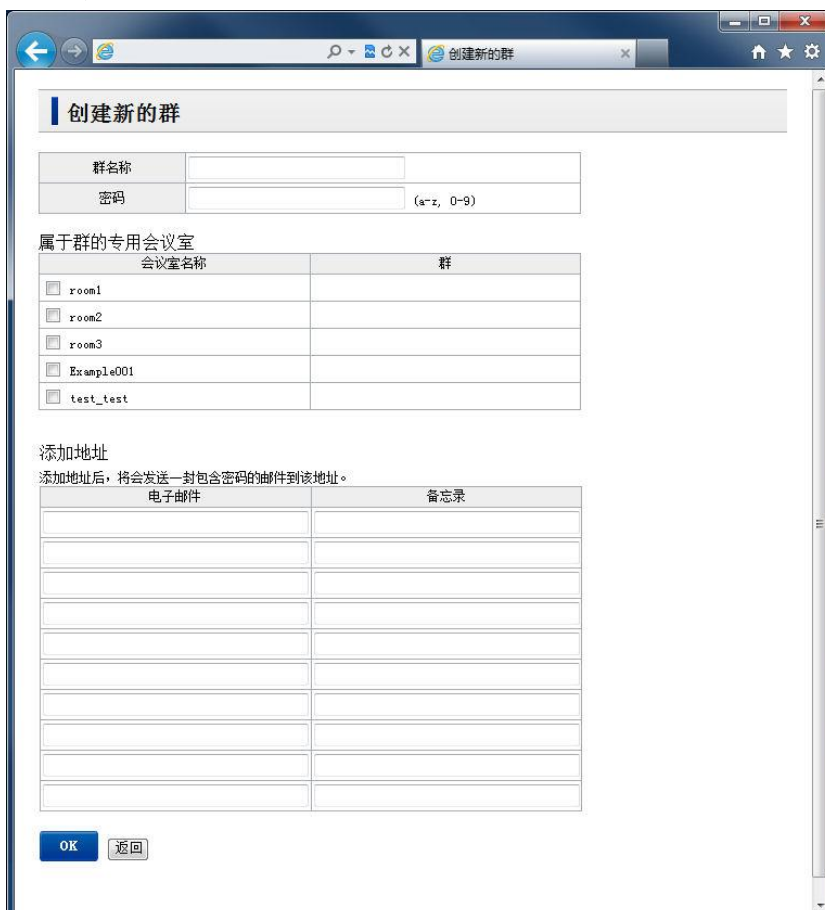 创建新的群
创建新的群
群名称
密码 (a-z, 0-9)
属于群的专用会议室
会议室名称 群
room1
room2
room3
Example001
test_test
添加地址
添加地址后，将会发送一封包含密码的邮件到该地址。
电子邮件 备忘录
OK 返回